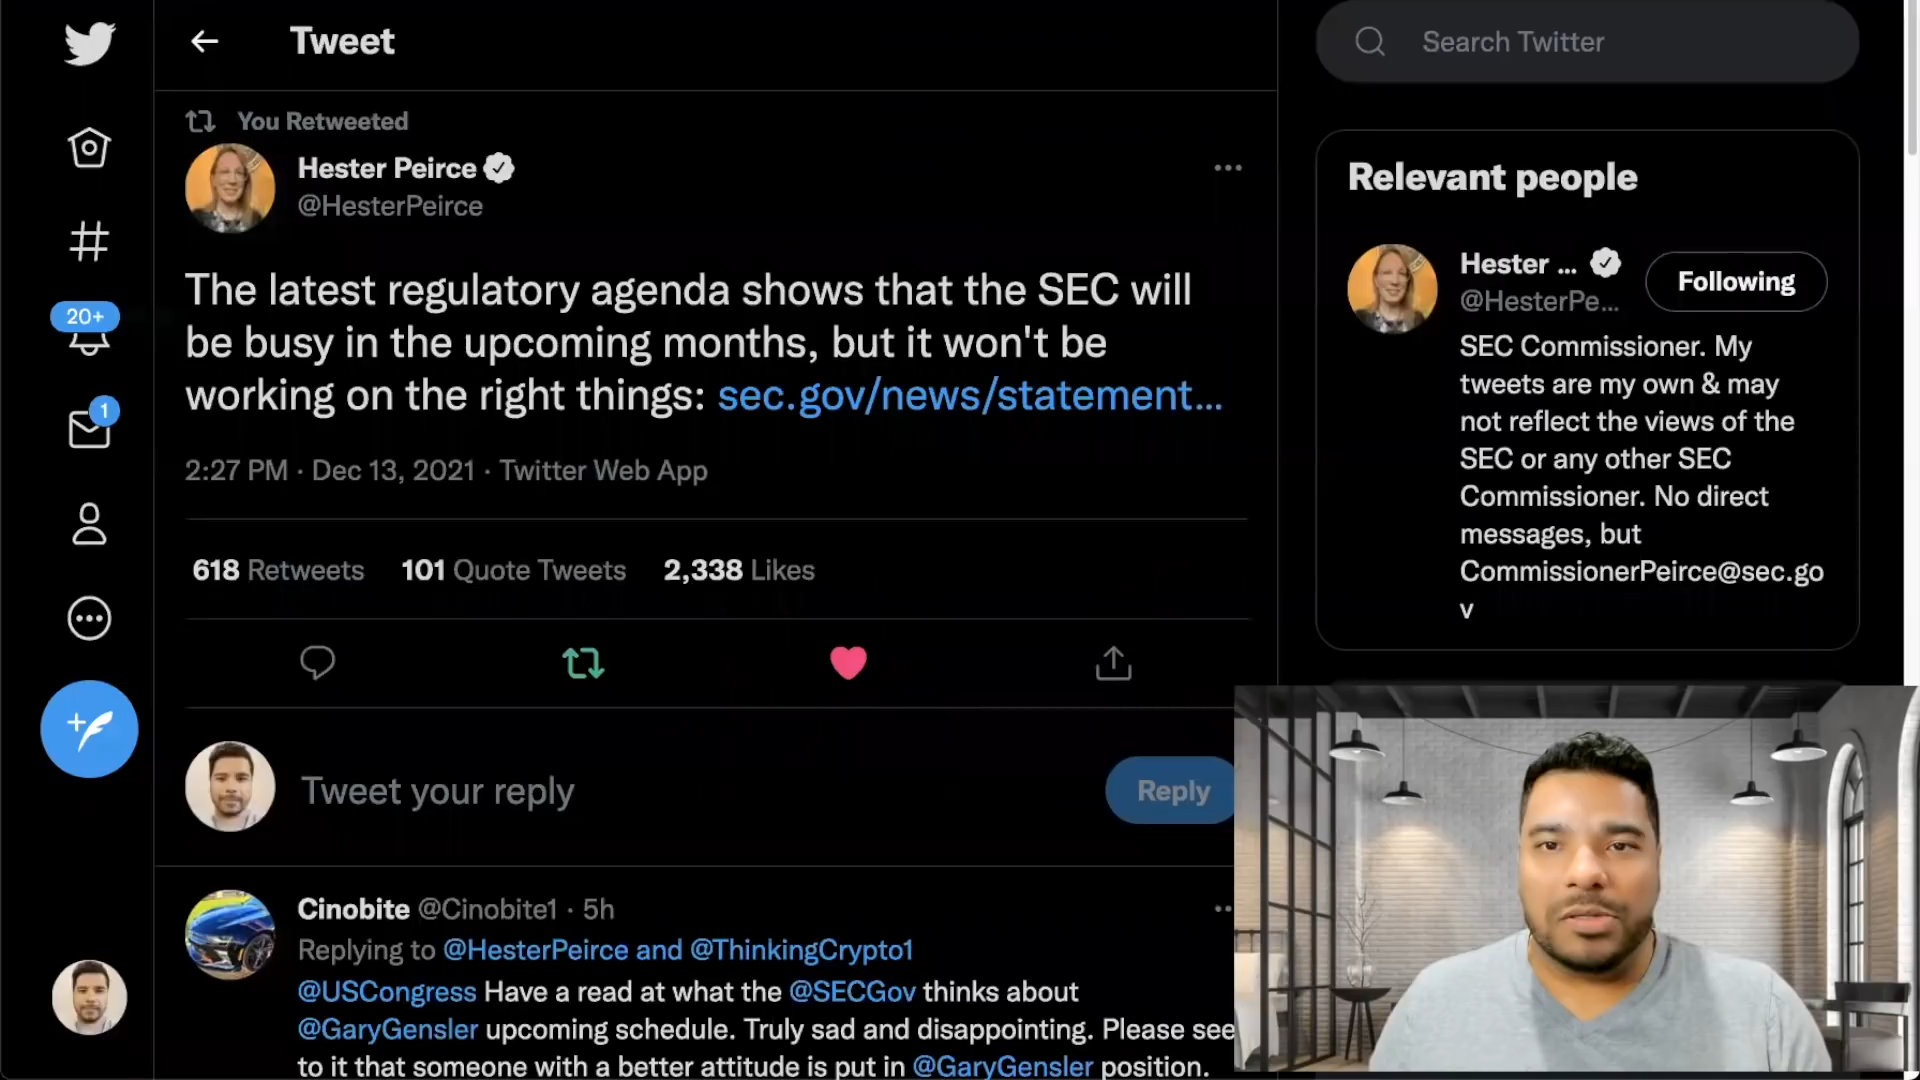 Tweet
Search Twitter
You Retweeted
Hester Peirce
@HesterPeirce
The latest regulatory agenda shows that the SEC will
be busy in the upcoming months, but it won't be
working on the right things: sec.gov/news/statement...
2:27 PM · Dec 13, 2021 · Twitter Web App
618 Retweets 101 Quote Tweets 2,338 Likes
Tweet your reply
Reply
Cinobite @Cinobite1 · 5h
Replying to @HesterPeirce and @ThinkingCrypto1
@USCongress Have a read at what the @SECGov thinks about
@GaryGensler upcoming schedule. Truly sad and disappointing. Please see
to it that someone with a better attitude is put in @GaryGensler position.
20+
1
Relevant people
Hester ...
@HesterPe...
Following
SEC Commissioner. My
tweets are my own & may
not reflect the views of the
SEC or any other SEC
Commissioner. No direct
messages, but
CommissionerPeirce@sec.go
v